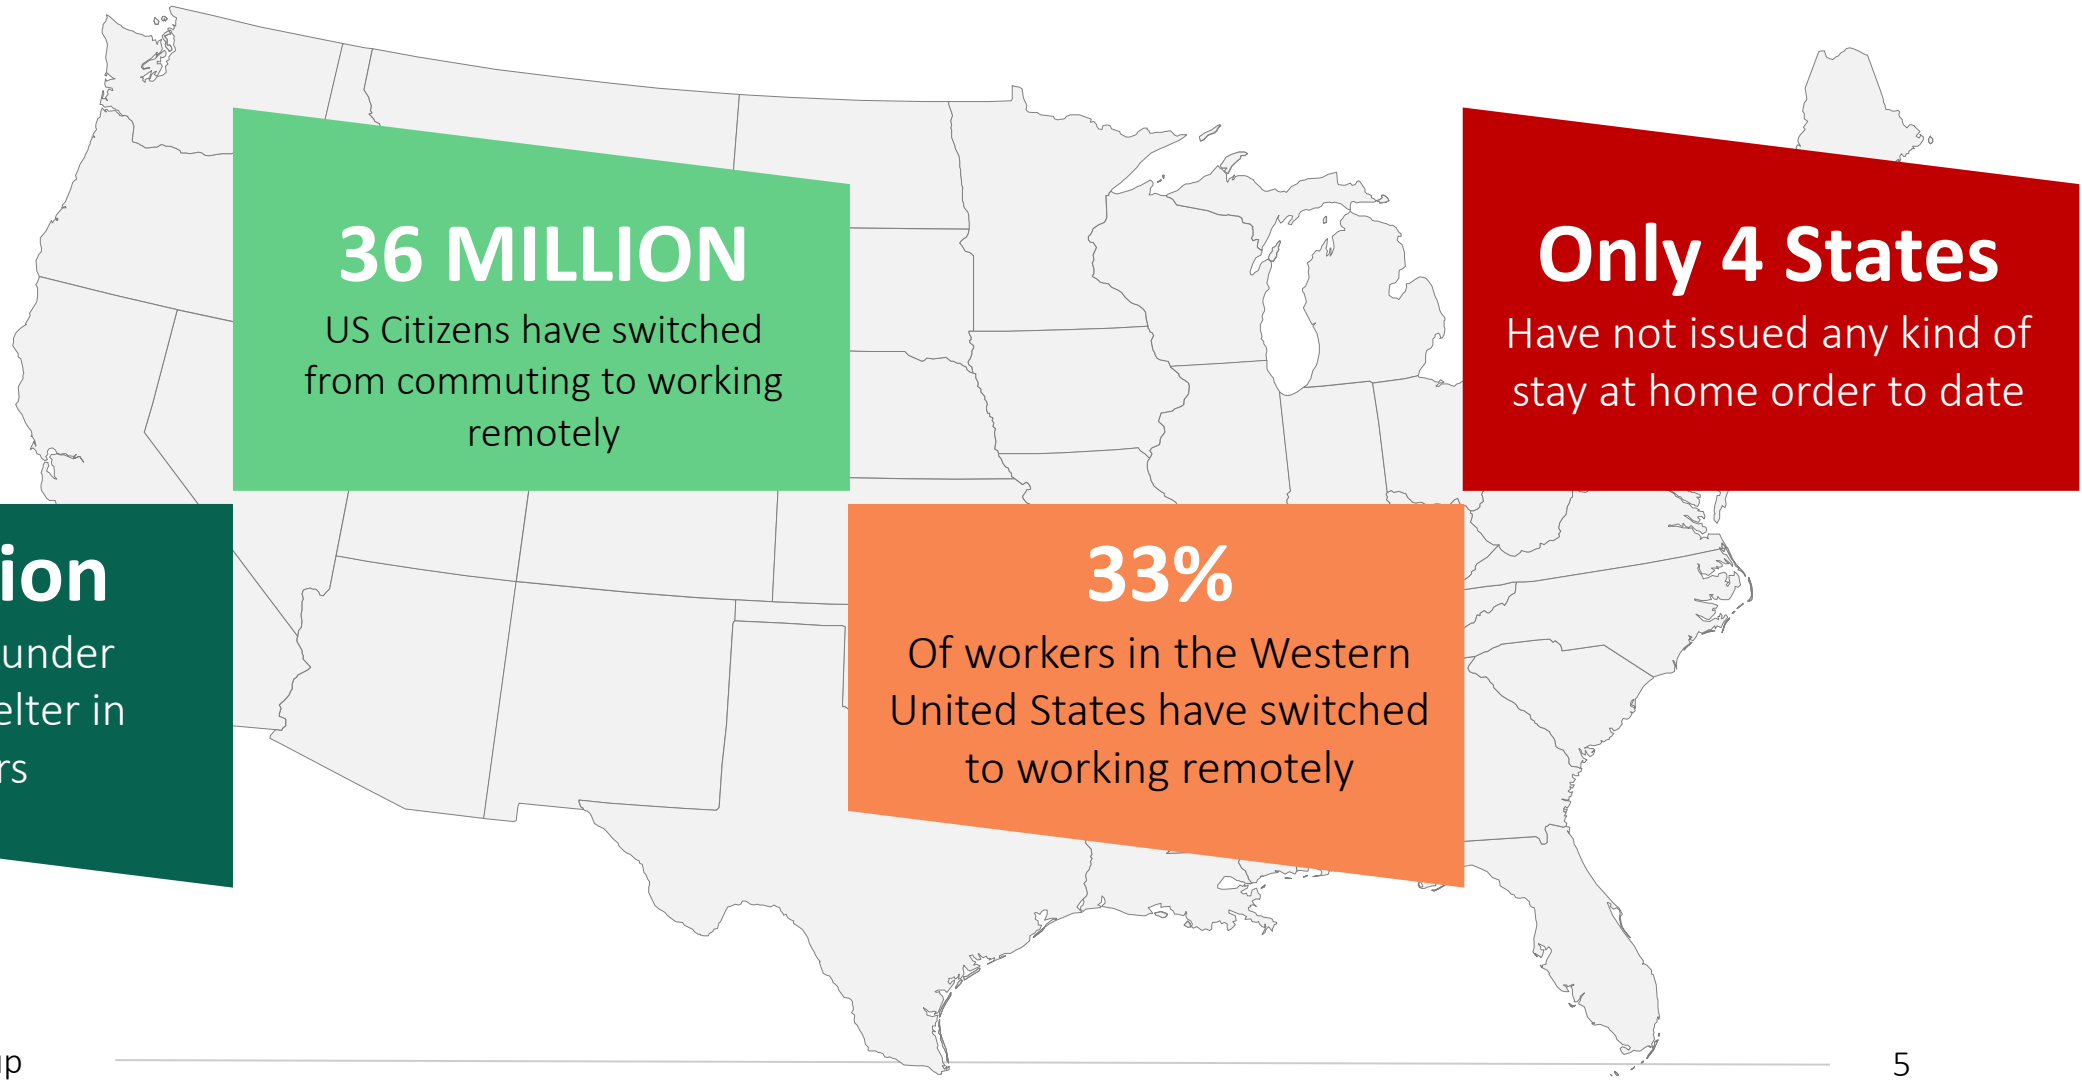 36 MILLION
US Citizens have switched
from commuting to working
remotely
Only 4 States
Have not issued any kind of
stay at home order to date
ion
under
elter in
rs
33%
Of workers in the Western
United States have switched
to working remotely
up
5